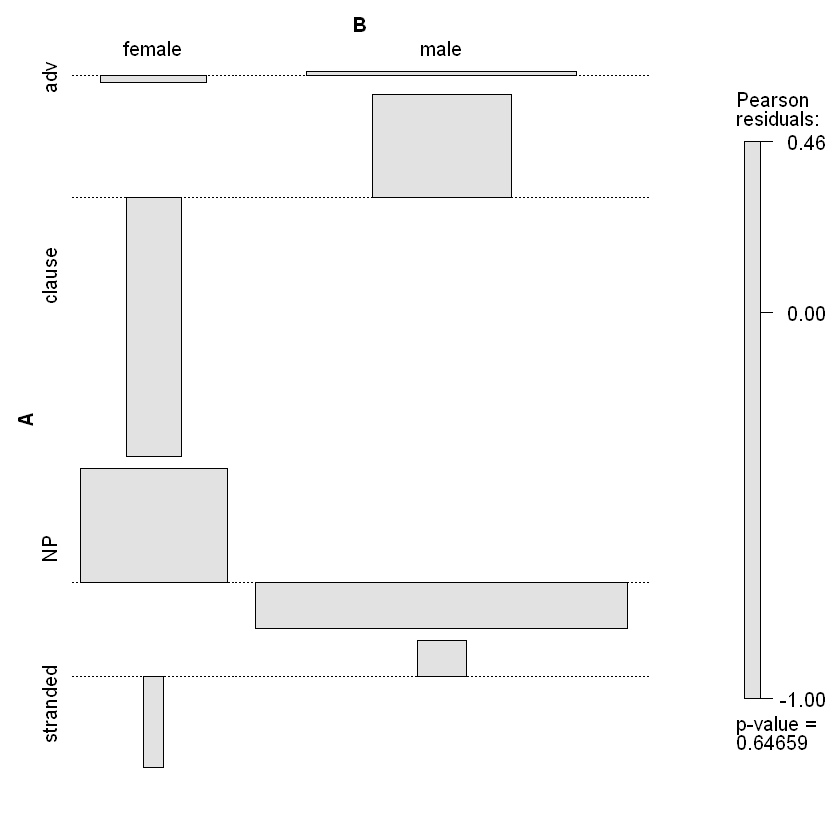 B
female male
adv
clause
A
NP
stranded
Pearson
residuals:
0.46
0.00
-1.00
p-value =
0.64659